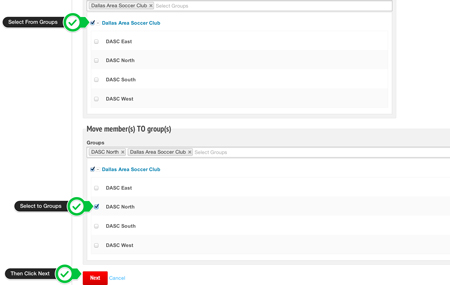 Dallas Area Soccer Club × Select Groups
Select From Groups
- Dallas Area Soccer Club
DASC East
DASC North
DASC South
DASC West
Move member(s) TO group(s)
Groups
DASC North × Dallas Area Soccer Club × Select Groups
- Dallas Area Soccer Club
DASC East
Select to Groups
DASC North
DASC South
DASC West
Then Click Next
Next Cancel